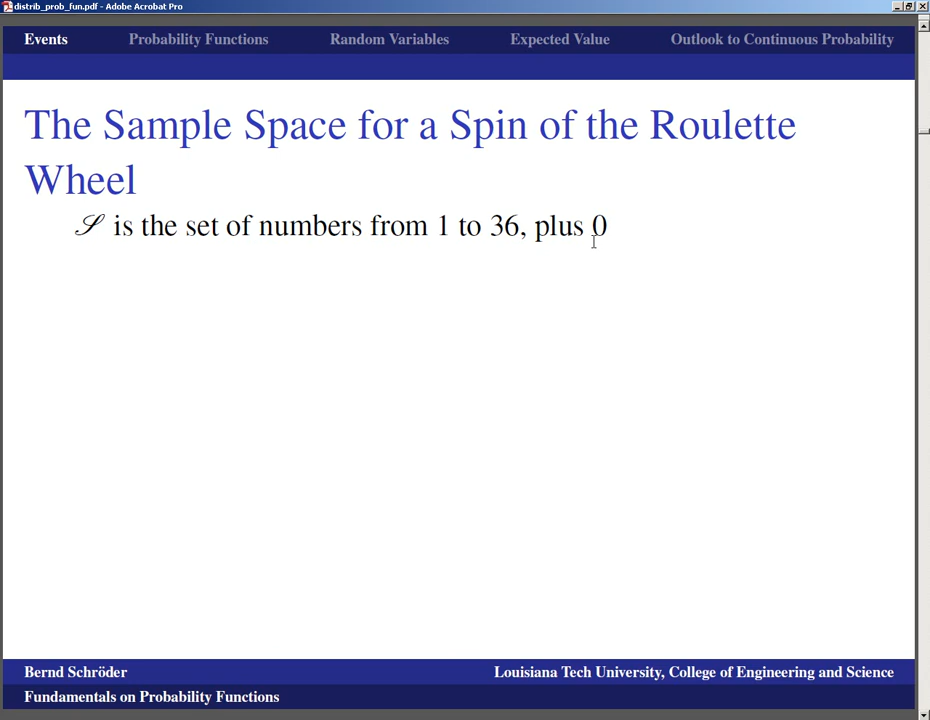 distrib_prob_fun.pdf - Adobe Acrobat Pro
Events Probability Functions Random Variables Expected Value Outlook to Continuous Probability
The Sample Space for a Spin of the Roulette
Wheel
𝒮 is the set of numbers from 1 to 36, plus 0
Bernd Schröder Louisiana Tech University, College of Engineering and Science
Fundamentals on Probability Functions